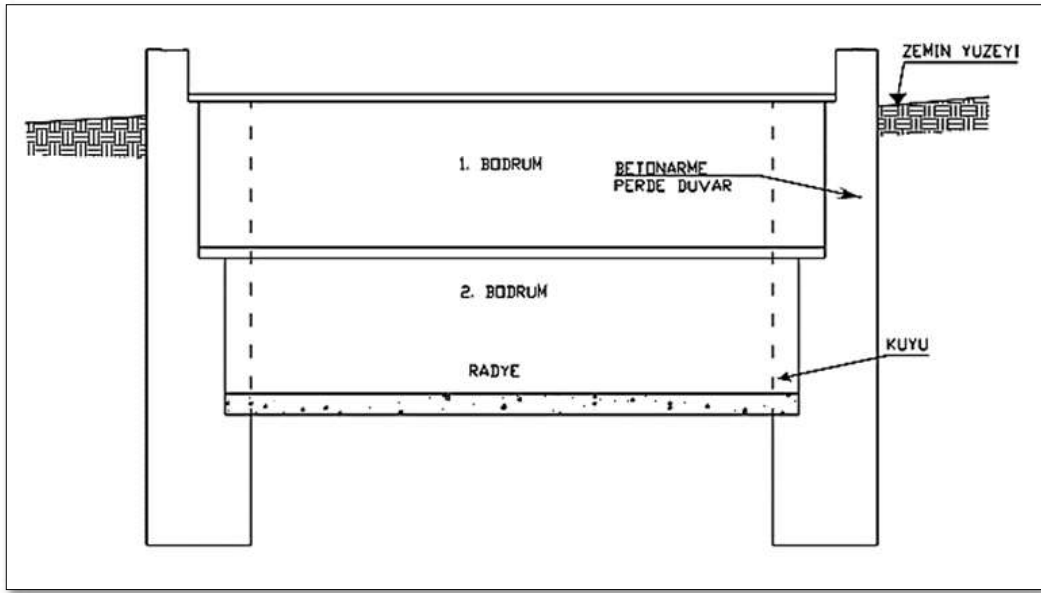 ZEMIN YUZEYI
1. BODRUM
BETONARME
PERDE DUVAR
2. BODRUM
KUYU
RADYE